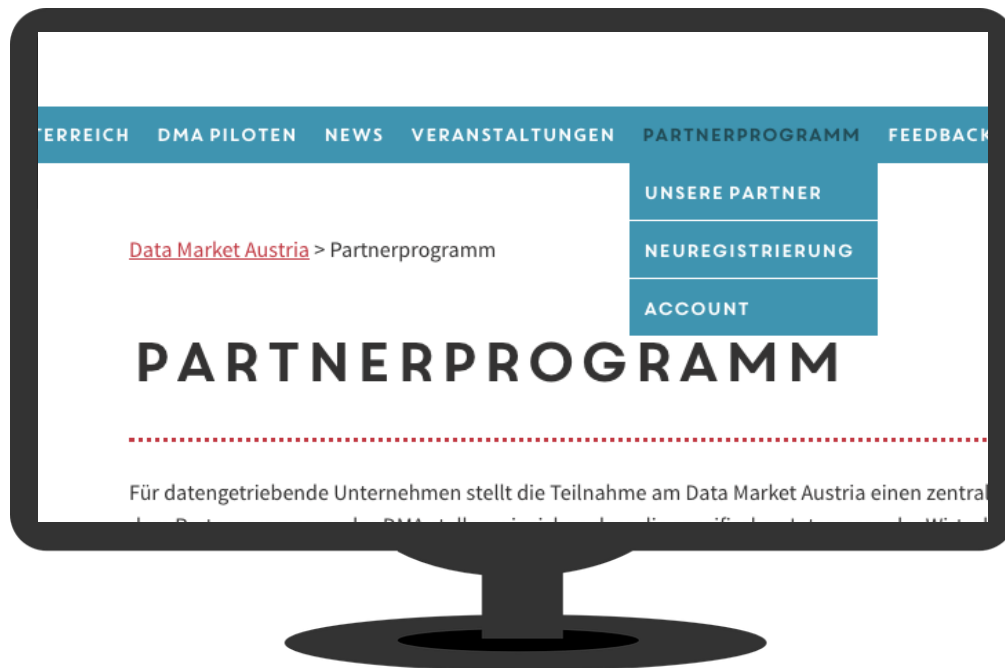 TERREICH DMA PILOTEN NEWS VERANSTALTUNGEN PARTNERPROGRAMM FEEDBACK
UNSERE PARTNER
NEUREGISTRIERUNG
ACCOUNT
Data Market Austria > Partnerprogramm
PARTNERPROGRAMM
Für datengetriebende Unternehmen stellt die Teilnahme am Data Market Austria einen zentral